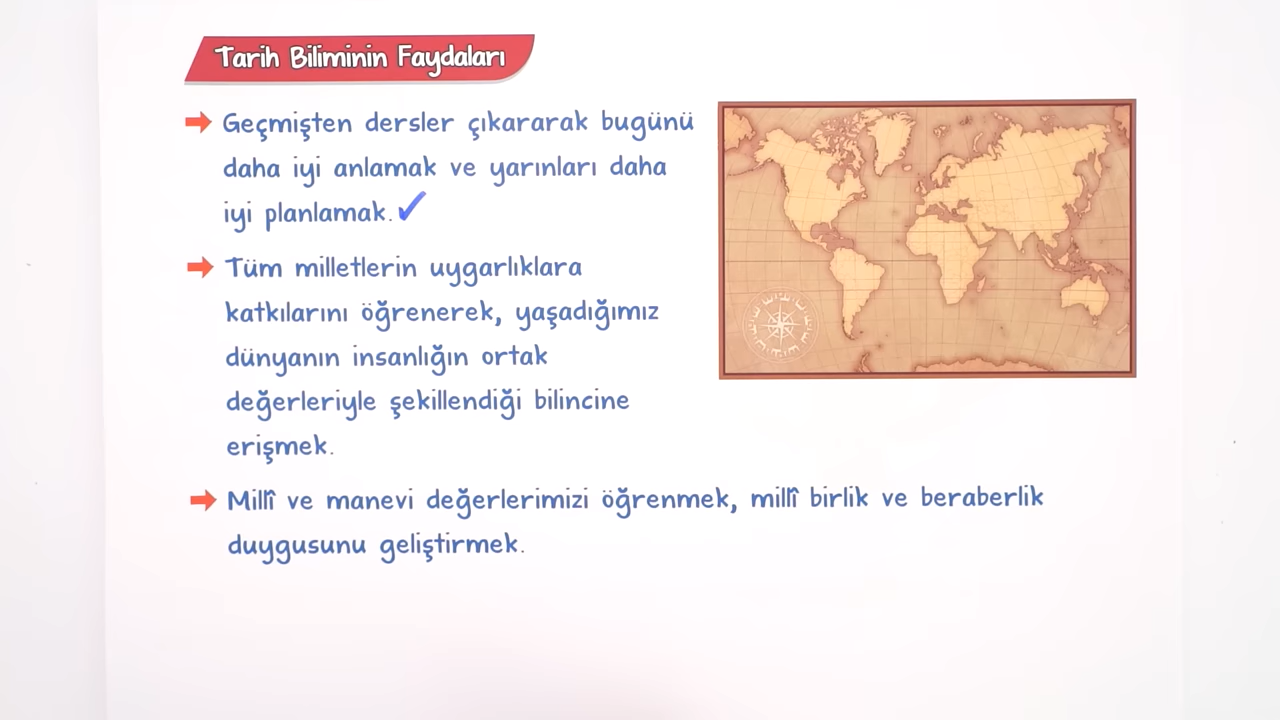 Tarih Biliminin Faydaları
Geçmişten dersler çıkararak bugünü
daha iyi anlamak ve yarınları daha
iyi planlamak.
Tüm milletlerin uygarlıklara
katkılarını öğrenerek, yaşadığımız
dünyanın insanlığın ortak
değerleriyle şekillendiği bilincine
erişmek.
Millî ve manevi değerlerimizi öğrenmek, millî birlik ve beraberlik
duygusunu geliştirmek.